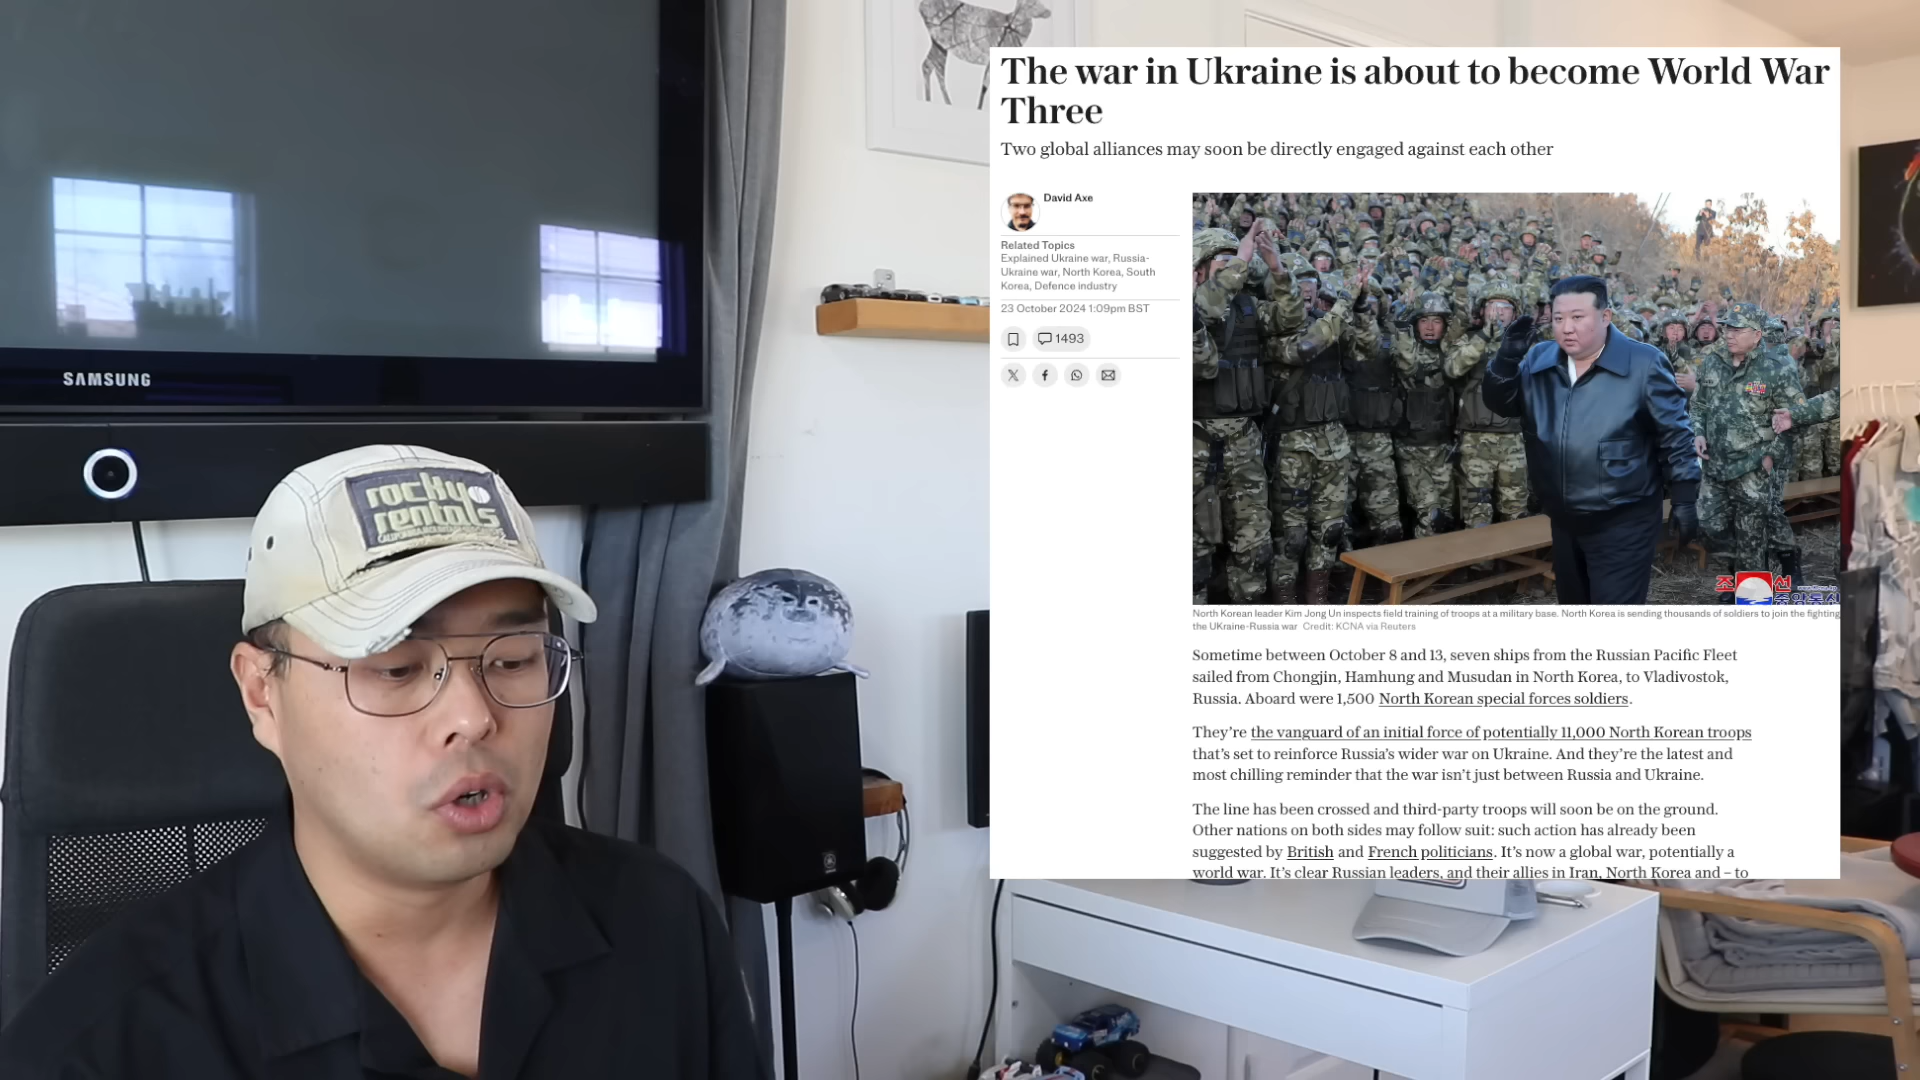 The war in Ukraine is about to become World War
Three
Two global alliances may soon be directly engaged against each other
David Axe
Related Topics
Explained Ukraine war, Russia-
Ukraine war, North Korea, South
Korea, Defence industry
23 October 2024 1:09pm BST
1493
조선
중앙통신
North Korean leader Kim Jong Un inspects field training of troops at a military base. North Korea is sending thousands of soldiers to join the fighting
the UKraine-Russia war Credit: KCNA via Reuters
Sometime between October 8 and 13, seven ships from the Russian Pacific Fleet
sailed from Chongjin, Hamhung and Musudan in North Korea, to Vladivostok,
Russia. Aboard were 1,500 North Korean special forces soldiers.
They're the vanguard of an initial force of potentially 11,000 North Korean troops
that's set to reinforce Russia's wider war on Ukraine. And they're the latest and
most chilling reminder that the war isn't just between Russia and Ukraine.
The line has been crossed and third-party troops will soon be on the ground.
Other nations on both sides may follow suit: such action has already been
suggested by British and French politicians. It's now a global war, potentially a
world war. It's clear Russian leaders, and their allies in Iran, North Korea and – to
SAMSUNG
rocky
rentals